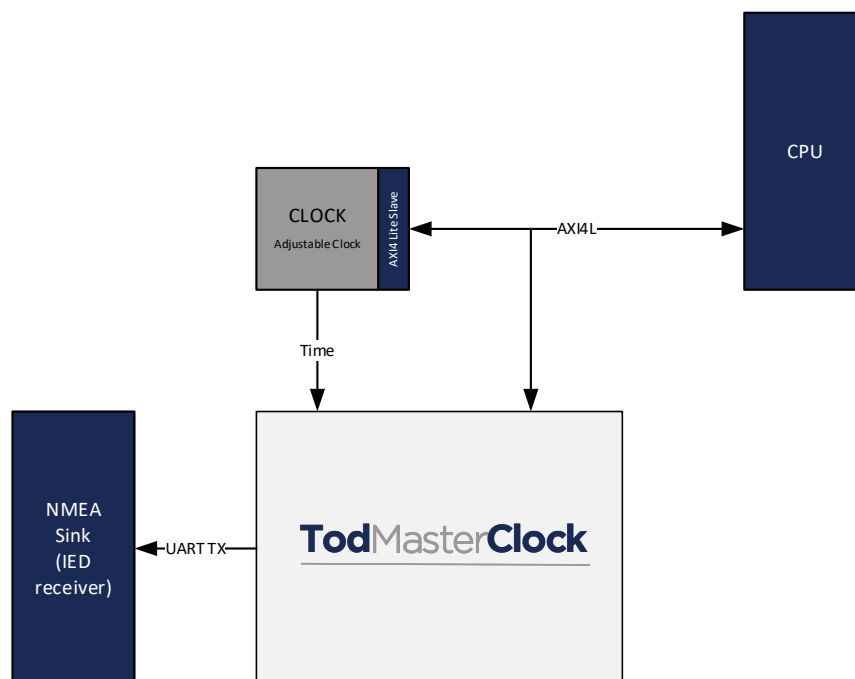 CPU
CLOCK
Adjustable Clock
AXI4 Lite Slave
AXI4L
Time
NMEA
Sink
(IED
receiver)
UART TX
TodMasterClock